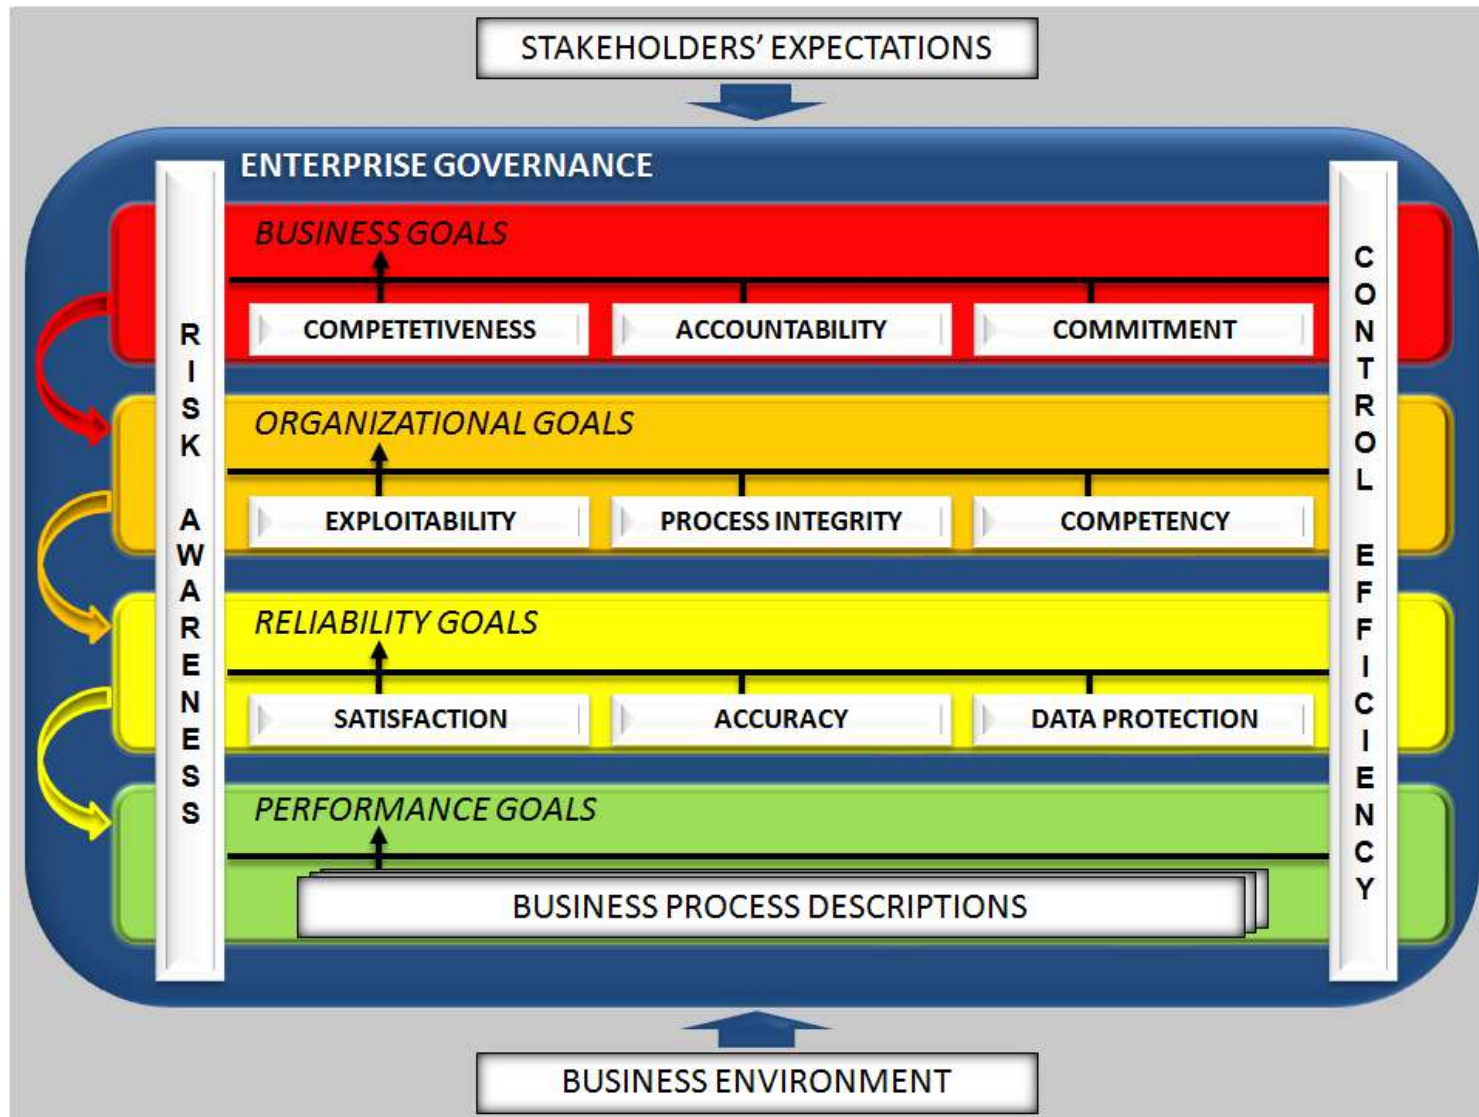 STAKEHOLDERS' EXPECTATIONS
ENTERPRISE GOVERNANCE
RISK AWARENESS
CONTROL EFFICIENCY
BUSINESS GOALS
COMPETETIVENESS
ACCOUNTABILITY
COMMITMENT
ORGANIZATIONAL GOALS
EXPLOITABILITY
PROCESS INTEGRITY
COMPETENCY
RELIABILITY GOALS
SATISFACTION
ACCURACY
DATA PROTECTION
PERFORMANCE GOALS
BUSINESS PROCESS DESCRIPTIONS
BUSINESS ENVIRONMENT